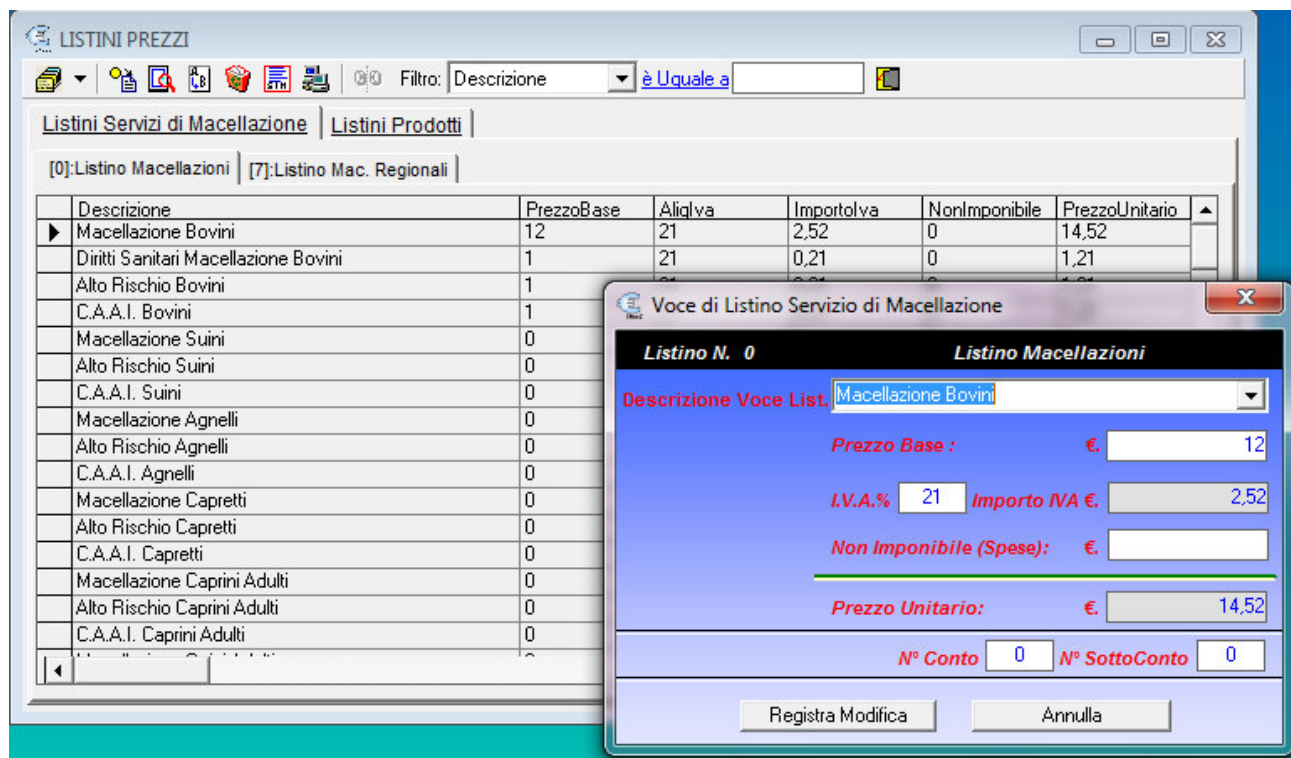 LISTINI PREZZI
Filtro: Descrizione è Uguale a
Listini Servizi di Macellazione Listini Prodotti
[0]:Listino Macellazioni [7]:Listino Mac. Regionali
Descrizione PrezzoBase AliqIva ImportoIva NonImponibile PrezzoUnitario
Macellazione Bovini 12 21 2,52 0 14,52
Diritti Sanitari Macellazione Bovini 1 21 0,21 0 1,21
Alto Rischio Bovini 1
C.A.A.I. Bovini 1
Macellazione Suini 0
Alto Rischio Suini 0
C.A.A.I. Suini 0
Macellazione Agnelli 0
Alto Rischio Agnelli 0
C.A.A.I. Agnelli 0
Macellazione Capretti 0
Alto Rischio Capretti 0
C.A.A.I. Capretti 0
Macellazione Caprini Adulti 0
Alto Rischio Caprini Adulti 0
C.A.A.I. Caprini Adulti 0
Voce di Listino Servizio di Macellazione
Listino N. 0 Listino Macellazioni
Descrizione Voce List. Macellazione Bovini
Prezzo Base : €. 12
I.V.A.% 21 Importo IVA €. 2,52
Non Imponibile (Spese): €.
Prezzo Unitario: €. 14,52
N° Conto 0 N° SottoConto 0
Registra Modifica Annulla